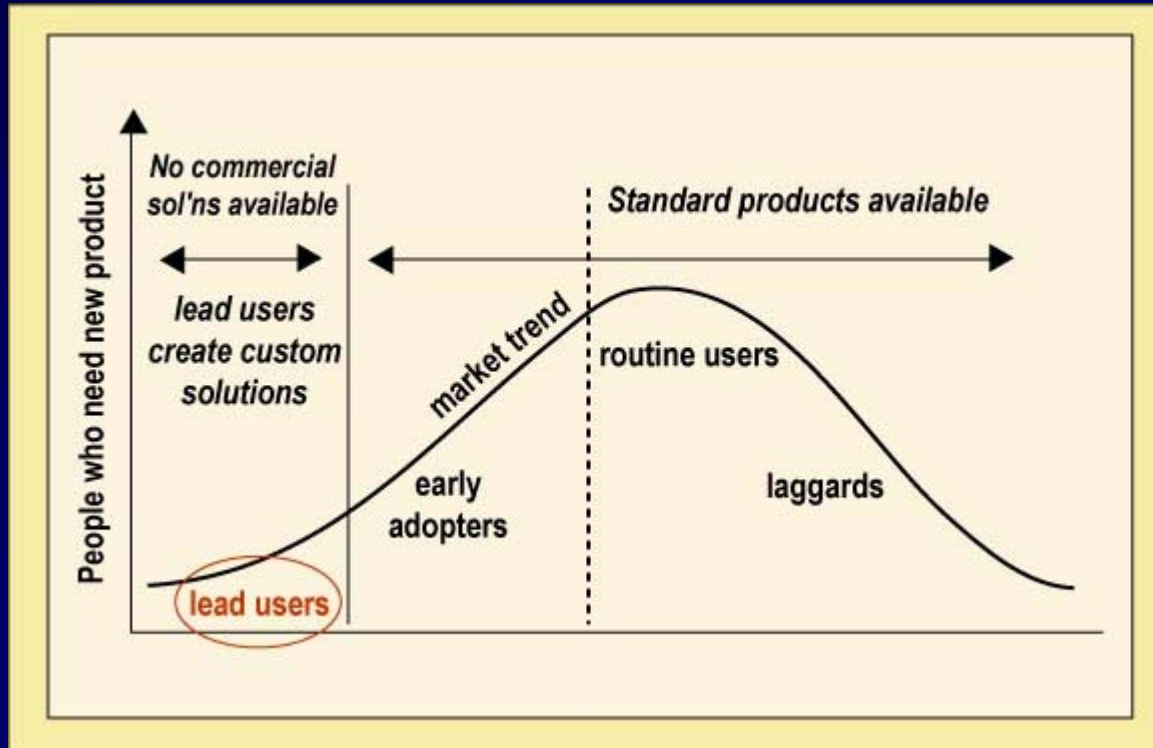 People who need new product
No commercial
sol'ns available
Standard products available
lead users
create custom
solutions
market trend
routine users
early
adopters
laggards
lead users